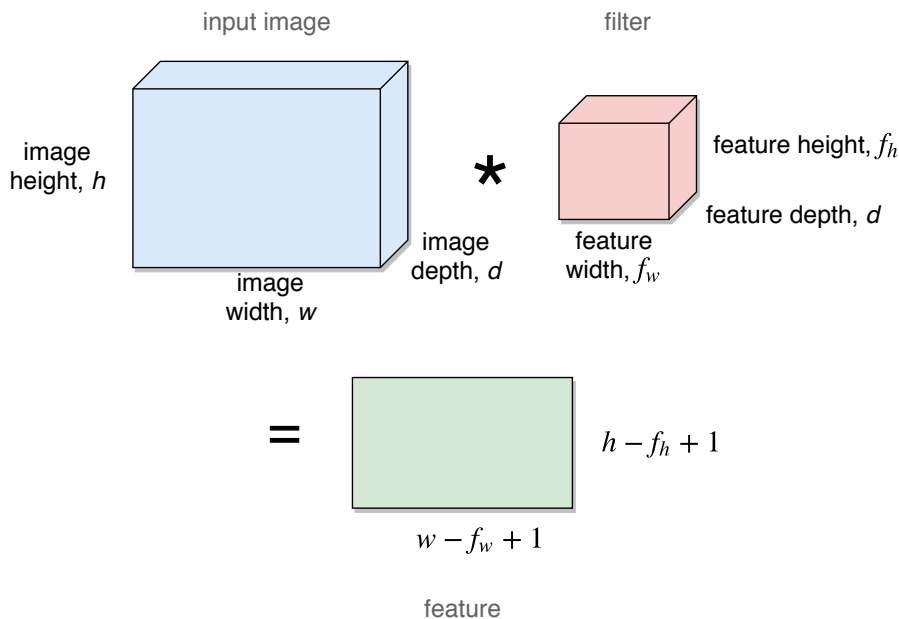 input image
filter
image
height, h
*
feature height, f_h
image
depth, d
feature depth, d
image
width, w
feature
width, f_w
=
h − f_h + 1
w − f_w + 1
feature